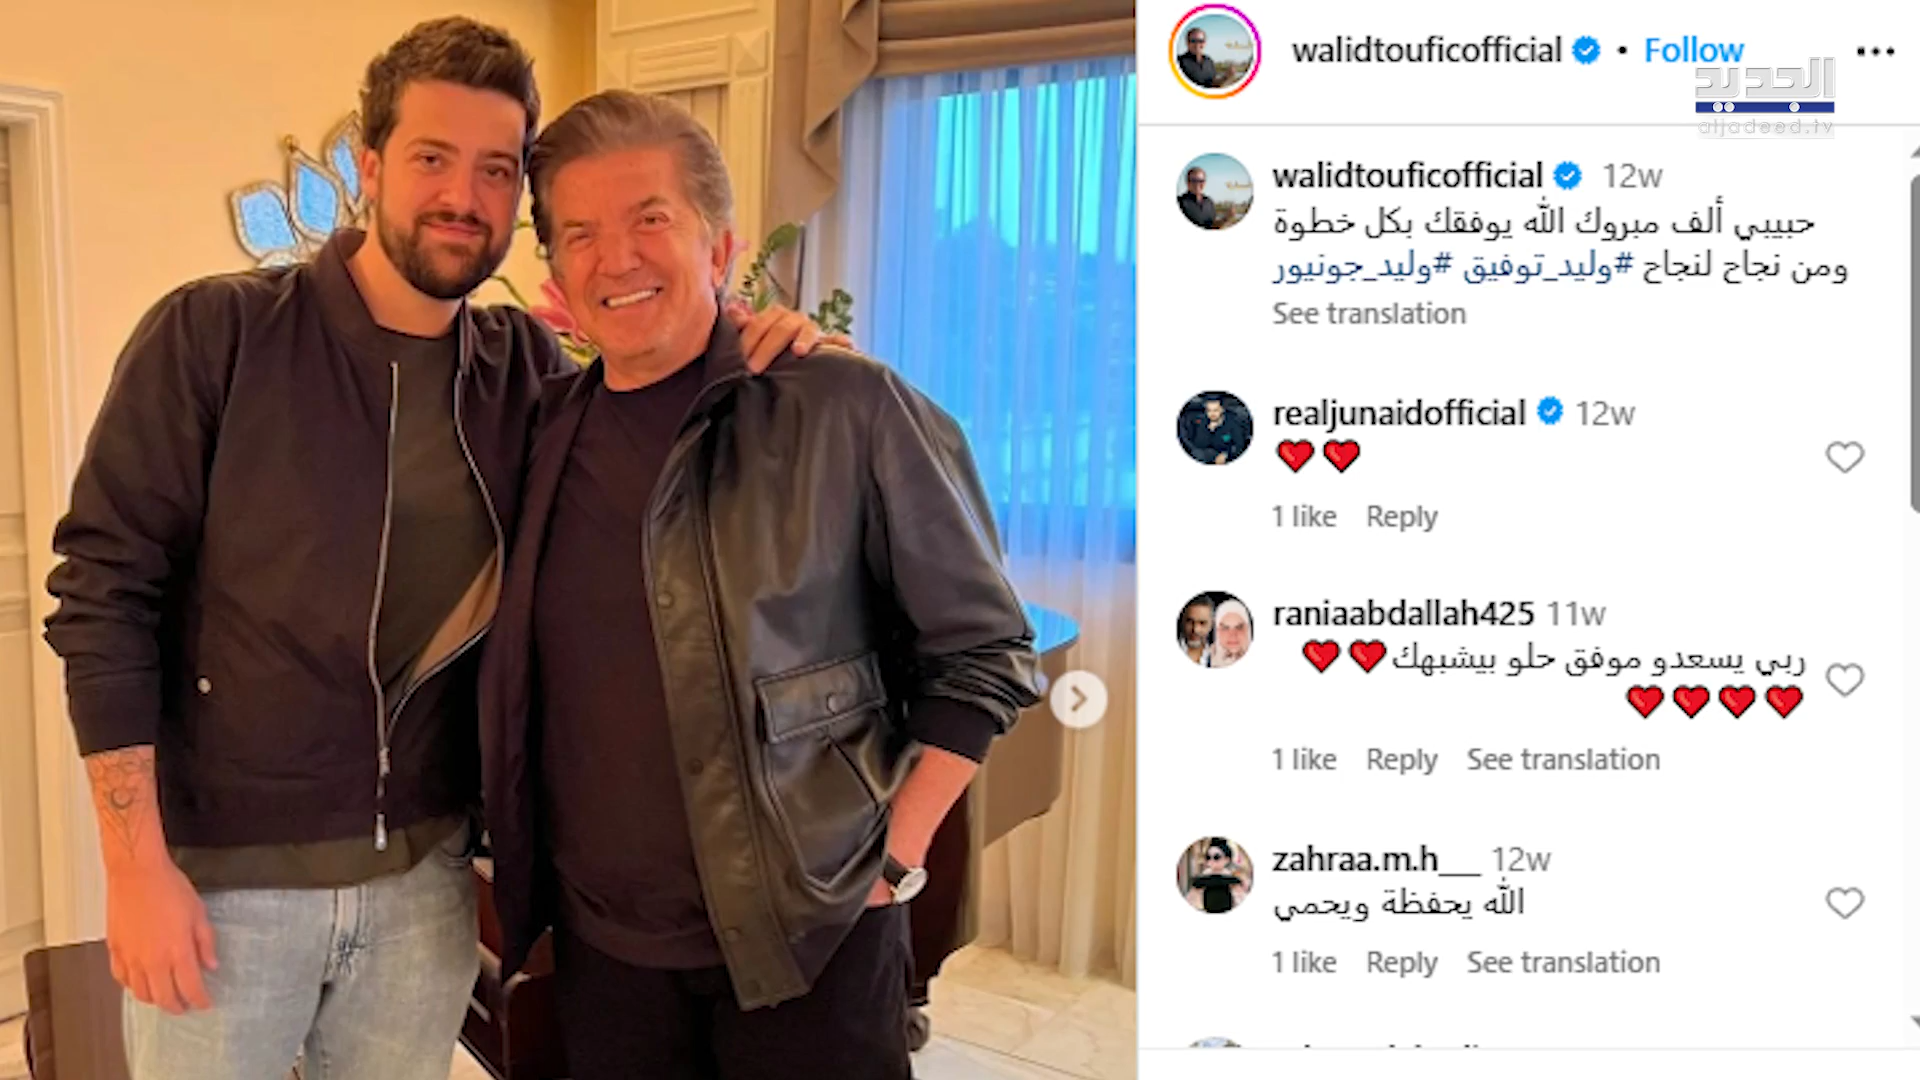 walidtouficofficial • Follow
الجديد
aljadeed.tv
walidtouficofficial 12w
حبيبي ألف مبروك الله يوفقك بكل خطوة
ومن نجاح لنجاح #وليد_توفيق #وليد_جونيور
See translation
realjunaidofficial 12w
❤️❤️
1 like Reply
raniaabdallah425 11w
ربي يسعدو موفق حلو بيشبهك❤️❤️
❤️❤️❤️❤️
1 like Reply See translation
zahraa.m.h___ 12w
الله يحفظة ويحمي
1 like Reply See translation